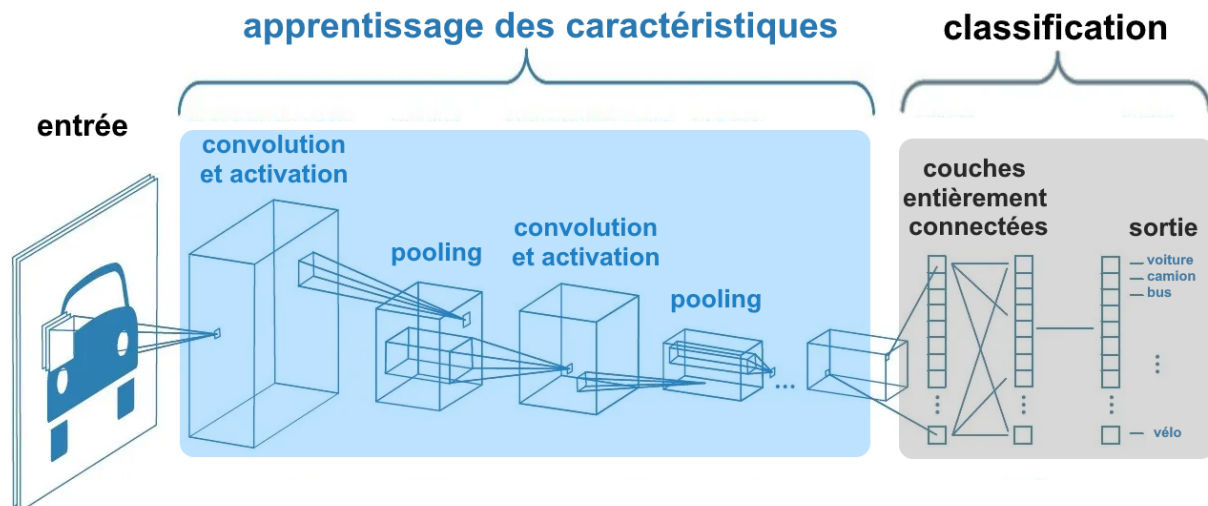 apprentissage des caractéristiques
classification
entrée
convolution
et activation
pooling
convolution
et activation
pooling
...
couches
entièrement
connectées
sortie
voiture
camion
bus
vélo